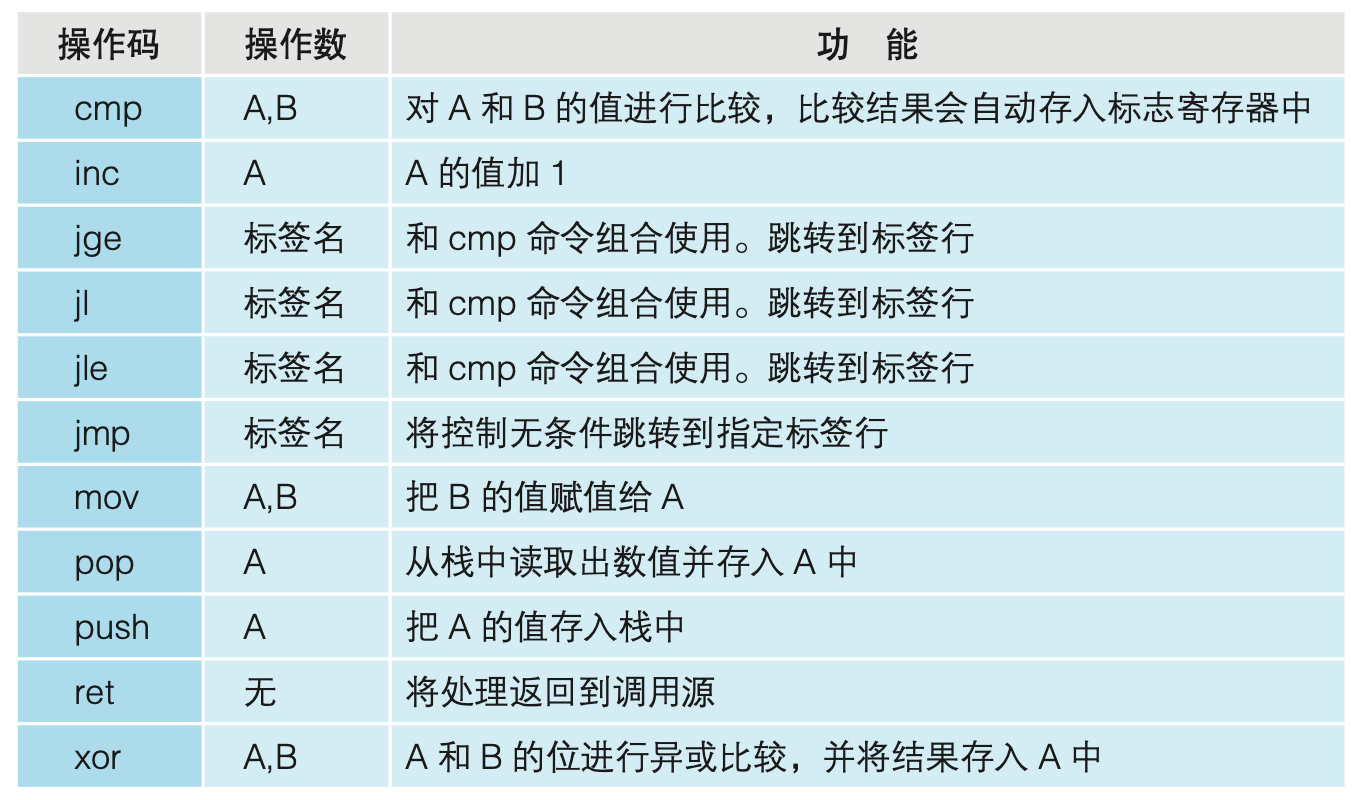 操作码 操作数 功 能
cmp A,B 对 A 和 B 的值进行比较，比较结果会自动存入标志寄存器中
inc A A 的值加 1
jge 标签名 和 cmp 命令组合使用。跳转到标签行
jl 标签名 和 cmp 命令组合使用。跳转到标签行
jle 标签名 和 cmp 命令组合使用。跳转到标签行
jmp 标签名 将控制无条件跳转到指定标签行
mov A,B 把 B 的值赋值给 A
pop A 从栈中读取出数值并存入 A 中
push A 把 A 的值存入栈中
ret 无 将处理返回到调用源
xor A,B A 和 B 的位进行异或比较，并将结果存入 A 中